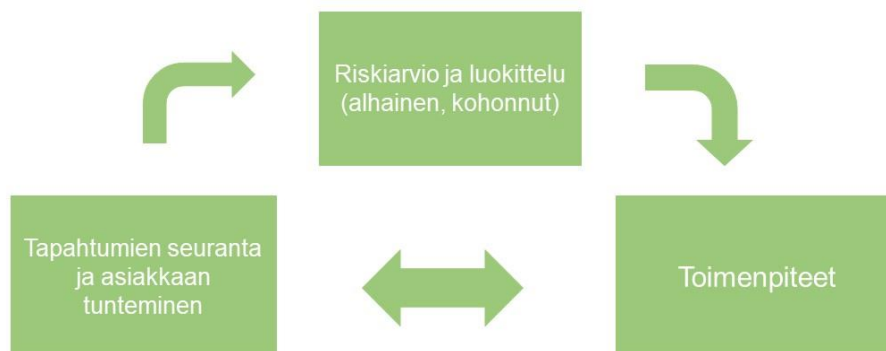 Riskiarvio ja luokittelu
(alhainen, kohonnut)
Tapahtumien seuranta
ja asiakkaan
tunteminen
Toimenpiteet